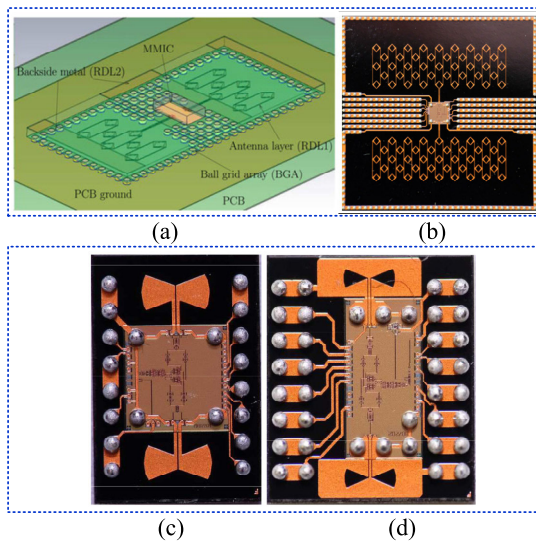 MMIC
Backside metal (RDL2)
Antenna layer (RDL1)
Ball grid array (BGA)
PCB ground
PCB
(a)
(b)
(c)
(d)